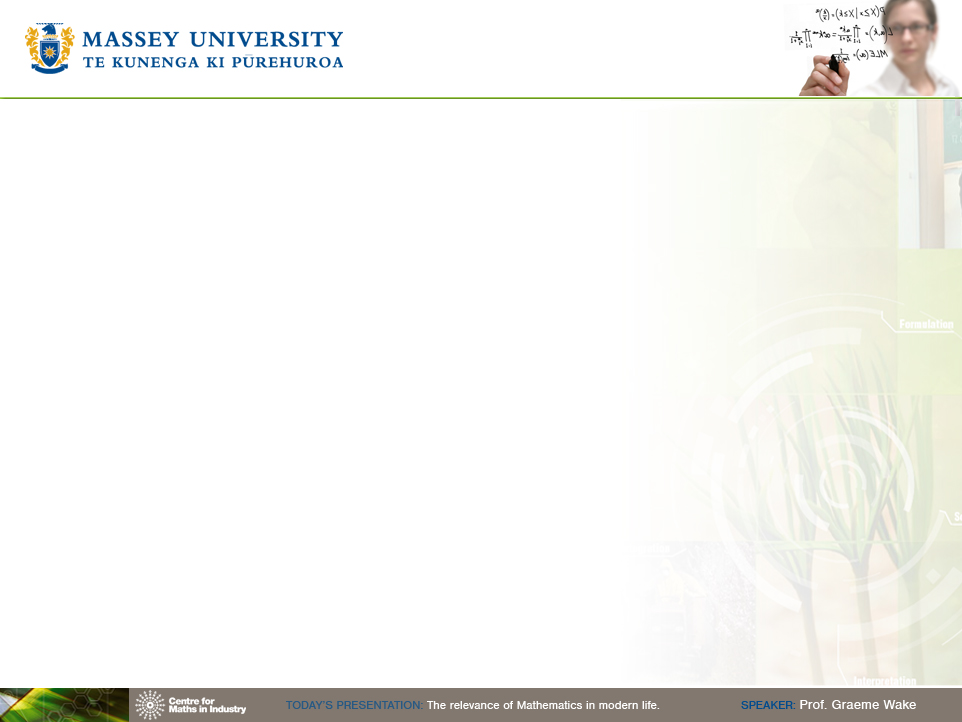 MASSEY UNIVERSITY
TE KUNENGA KI PŪREHUROA
Formulation
Interpretation
Centre for
Maths in Industry
TODAY'S PRESENTATION: The relevance of Mathematics in modern life.
SPEAKER: Prof. Graeme Wake